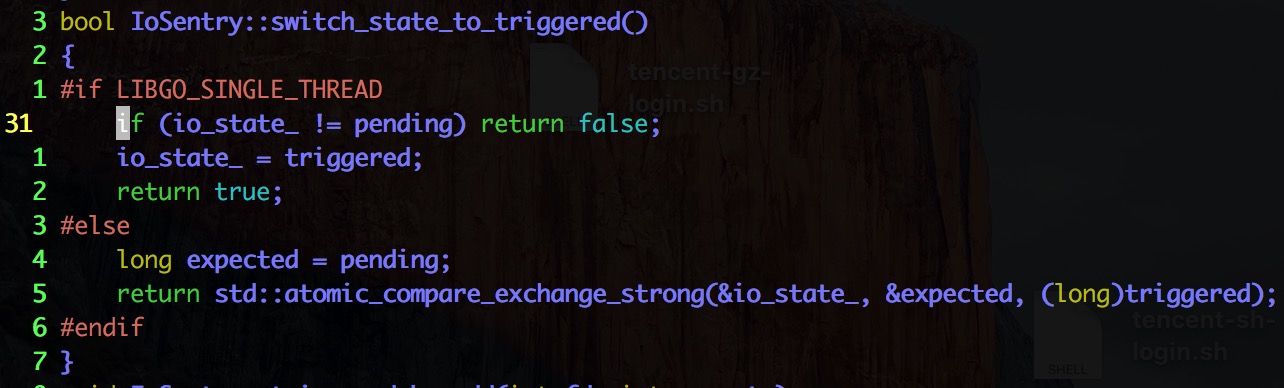 3 bool IoSentry::switch_state_to_triggered()
2 {
1 #if LIBGO_SINGLE_THREAD
31 if (io_state_ != pending) return false;
1 io_state_ = triggered;
2 return true;
3 #else
4 long expected = pending;
5 return std::atomic_compare_exchange_strong(&io_state_, &expected, (long)triggered);
6 #endif
7 }
tencent-gz-
login.sh
tencent-sh-
login.sh
SHELL